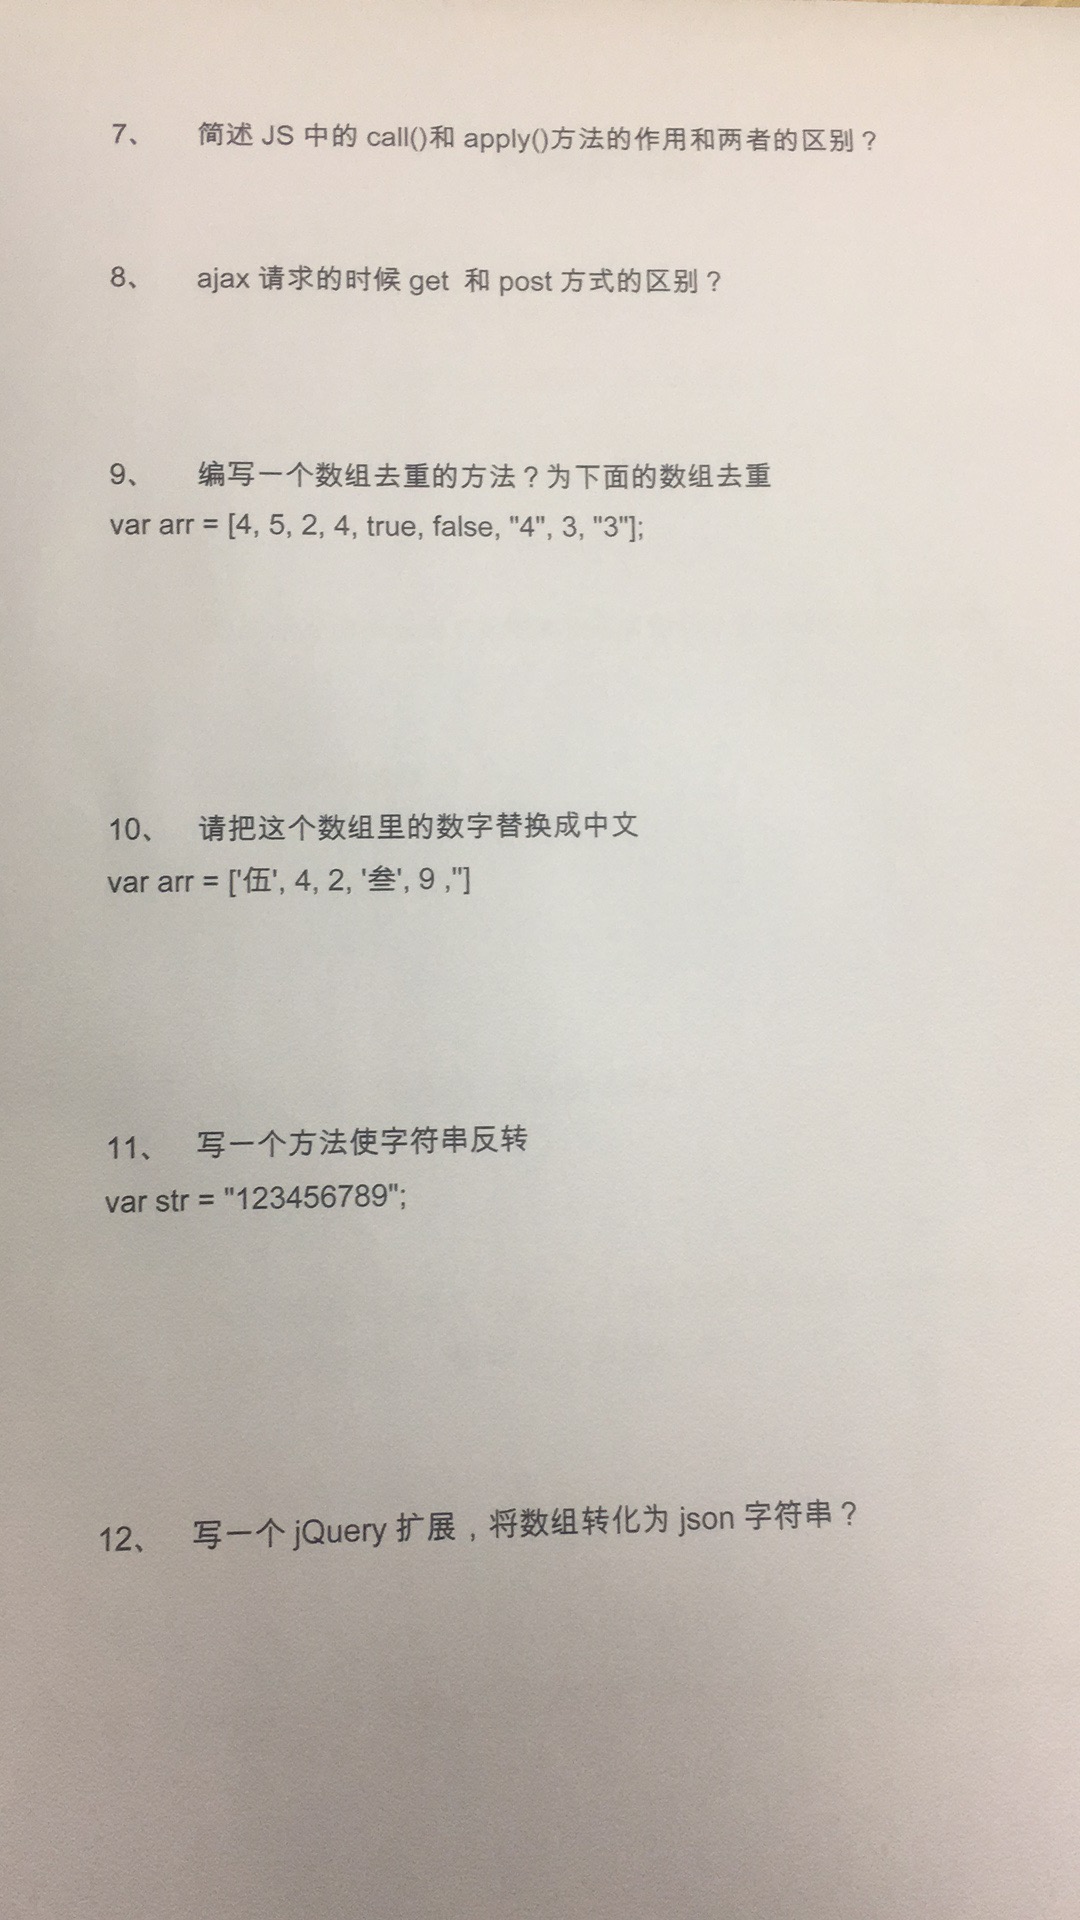 7、 简述 JS 中的 call()和 apply()方法的作用和两者的区别？
8、 ajax 请求的时候 get 和 post 方式的区别？
9、 编写一个数组去重的方法？为下面的数组去重
var arr = [4, 5, 2, 4, true, false, "4", 3, "3"];
10、 请把这个数组里的数字替换成中文
var arr = ['伍', 4, 2, '叁', 9 ,'']
11、 写一个方法使字符串反转
var str = "123456789";
12、 写一个 jQuery 扩展，将数组转化为 json 字符串？